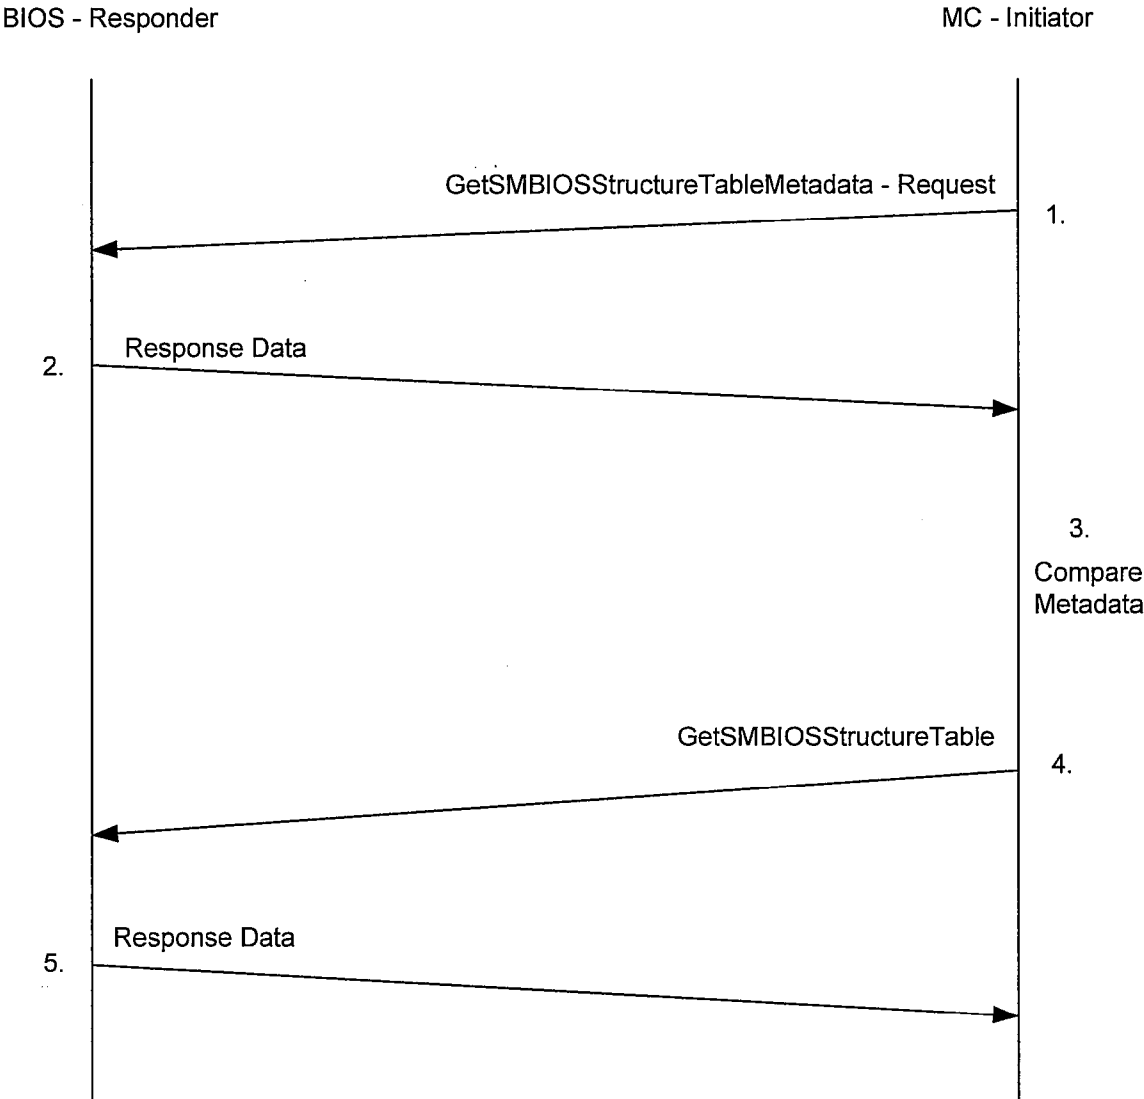 BIOS - Responder
MC - Initiator
GetSMBIOSStructureTableMetadata - Request
1.
Response Data
2.
3.
Compare
Metadata
GetSMBIOSStructureTable
4.
Response Data
5.